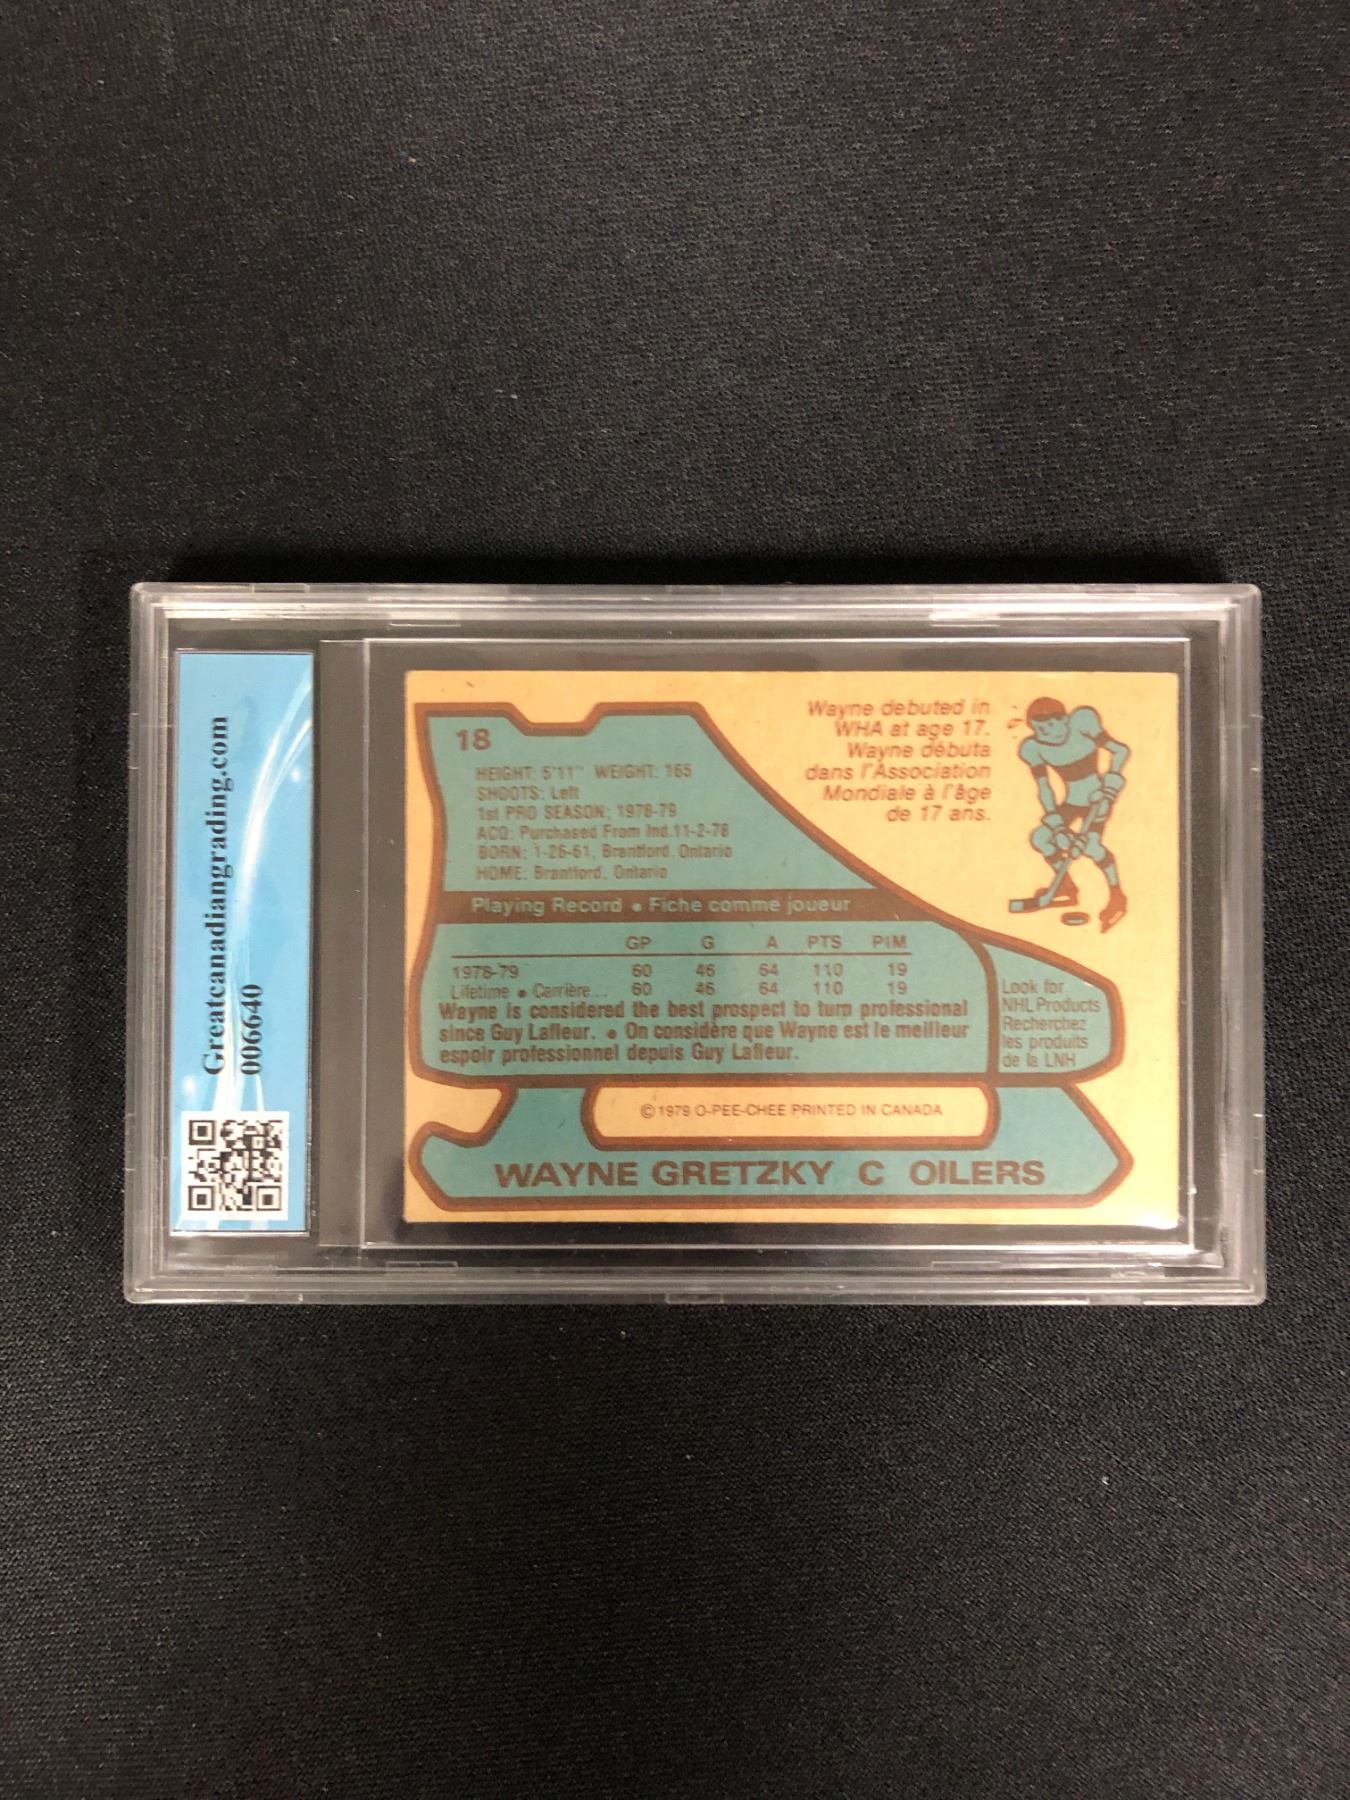 Greatcanadiangrading.com
006640
18
HEIGHT: 5'11" WEIGHT: 165
SHOOTS: Left
1st PRO SEASON: 1978-79
ACQ: Purchased From Ind.11-2-78
BORN: 1-26-61, Brantford, Ontario
HOME: Brantford, Ontario
Wayne debuted in
WHA at age 17.
Wayne débuta
dans l'Association
Mondiale à l'âge
de 17 ans.
Playing Record • Fiche comme joueur
GP G A PTS PIM
1978-79 60 46 64 110 19
Lifetime • Carrière... 60 46 64 110 19
Wayne is considered the best prospect to turn professional
since Guy Lafleur. • On considère que Wayne est le meilleur
espoir professionnel depuis Guy Lafleur.
Look for
NHL Products
Recherchez
les produits
de la LNH
© 1979 O-PEE-CHEE PRINTED IN CANADA
WAYNE GRETZKY C OILERS